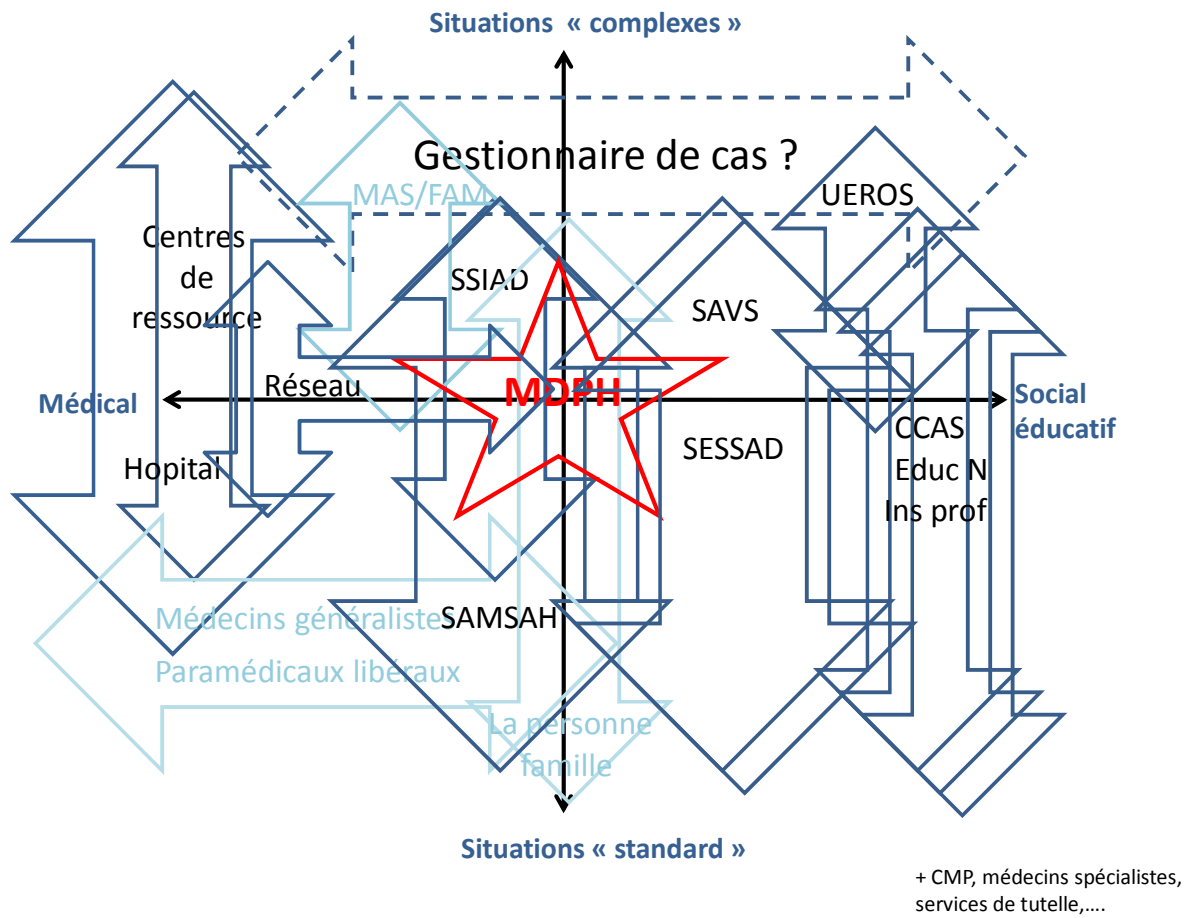 Situations « complexes »
Gestionnaire de cas ?
MAS/FAM
UEROS
Centres
de
ressource
SSIAD
SAVS
Réseau
MDPH
Médical
Social
éducatif
CCAS
Educ N
Ins prof
SESSAD
Hopital
Médecins généralistes
Paramédicaux libéraux
SAMSAH
La personne
famille
Situations « standard »
+ CMP, médecins spécialistes,
services de tutelle,….